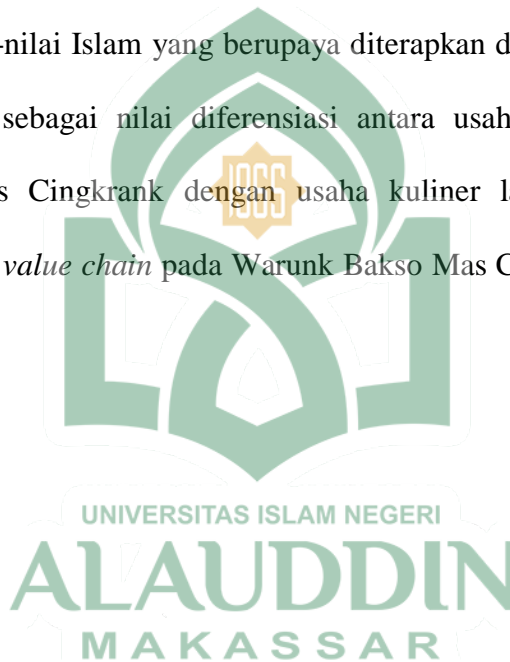 -nilai Islam yang berupaya diterapkan d
sebagai nilai diferensiasi antara usah
s Cingkrank dengan usaha kuliner la
1965
value chain pada Warunk Bakso Mas C
UNIVERSITAS ISLAM NEGERI
ALAUDDIN
MAKASSAR